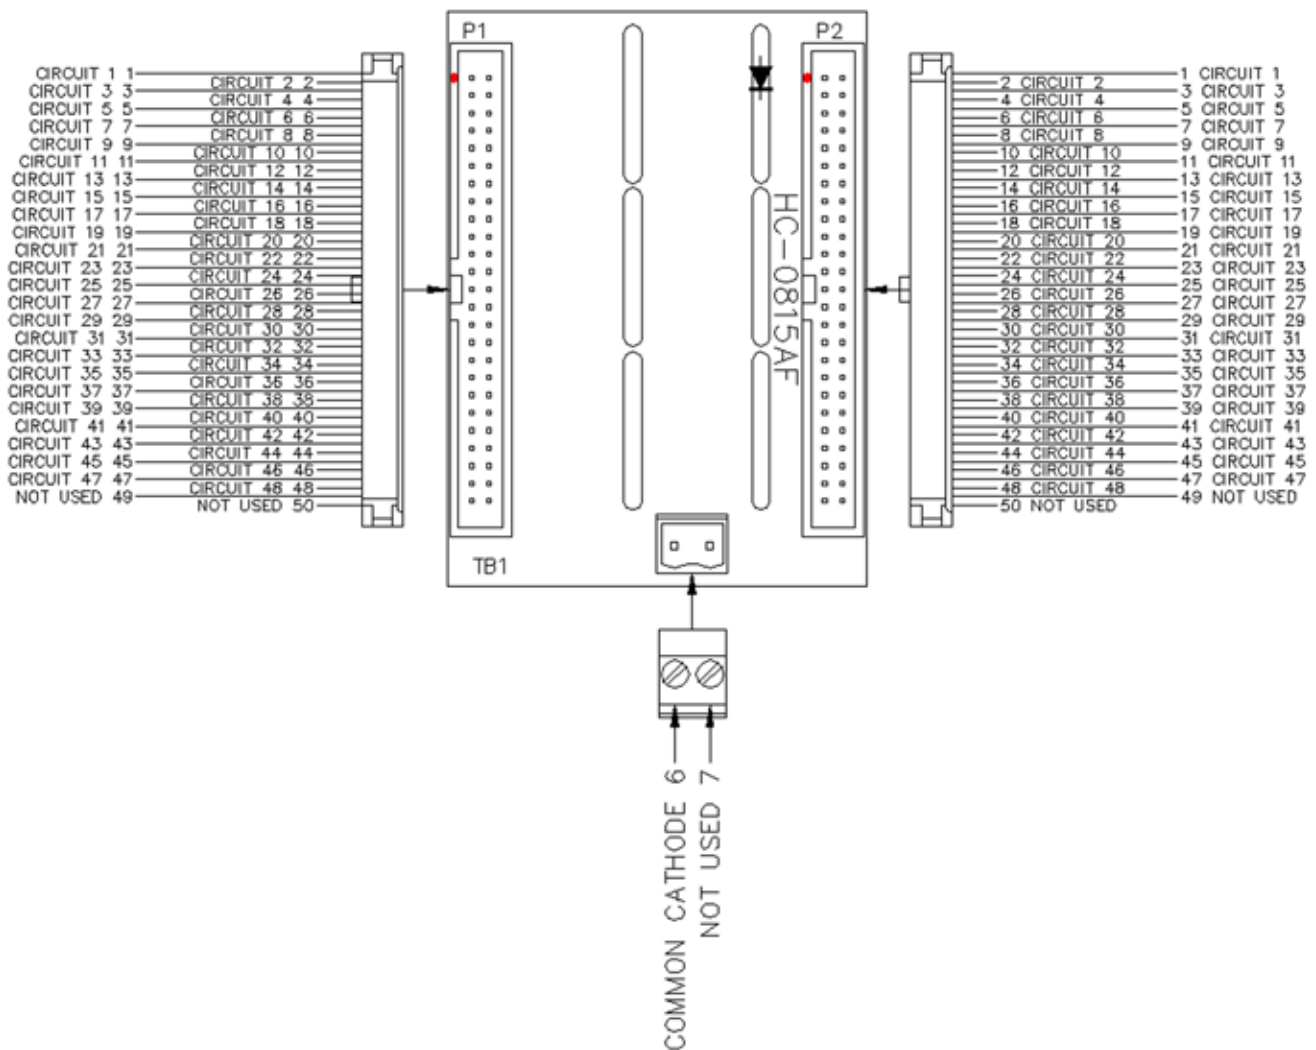 P1
P2
CIRCUIT 1 1
CIRCUIT 2 2
CIRCUIT 3 3
CIRCUIT 4 4
CIRCUIT 5 5
CIRCUIT 6 6
CIRCUIT 7 7
CIRCUIT 8 8
CIRCUIT 9 9
CIRCUIT 10 10
CIRCUIT 11 11
CIRCUIT 12 12
CIRCUIT 13 13
CIRCUIT 14 14
CIRCUIT 15 15
CIRCUIT 16 16
CIRCUIT 17 17
CIRCUIT 18 18
CIRCUIT 19 19
CIRCUIT 20 20
CIRCUIT 21 21
CIRCUIT 22 22
CIRCUIT 23 23
CIRCUIT 24 24
CIRCUIT 25 25
CIRCUIT 26 26
CIRCUIT 27 27
CIRCUIT 28 28
CIRCUIT 29 29
CIRCUIT 30 30
CIRCUIT 31 31
CIRCUIT 32 32
CIRCUIT 33 33
CIRCUIT 34 34
CIRCUIT 35 35
CIRCUIT 36 36
CIRCUIT 37 37
CIRCUIT 38 38
CIRCUIT 39 39
CIRCUIT 40 40
CIRCUIT 41 41
CIRCUIT 42 42
CIRCUIT 43 43
CIRCUIT 44 44
CIRCUIT 45 45
CIRCUIT 46 46
CIRCUIT 47 47
CIRCUIT 48 48
NOT USED 49
NOT USED 50
HC-0815AF
1 CIRCUIT 1
2 CIRCUIT 2
3 CIRCUIT 3
4 CIRCUIT 4
5 CIRCUIT 5
6 CIRCUIT 6
7 CIRCUIT 7
8 CIRCUIT 8
9 CIRCUIT 9
10 CIRCUIT 10
11 CIRCUIT 11
12 CIRCUIT 12
13 CIRCUIT 13
14 CIRCUIT 14
15 CIRCUIT 15
16 CIRCUIT 16
17 CIRCUIT 17
18 CIRCUIT 18
19 CIRCUIT 19
20 CIRCUIT 20
21 CIRCUIT 21
22 CIRCUIT 22
23 CIRCUIT 23
24 CIRCUIT 24
25 CIRCUIT 25
26 CIRCUIT 26
27 CIRCUIT 27
28 CIRCUIT 28
29 CIRCUIT 29
30 CIRCUIT 30
31 CIRCUIT 31
32 CIRCUIT 32
33 CIRCUIT 33
34 CIRCUIT 34
35 CIRCUIT 35
36 CIRCUIT 36
37 CIRCUIT 37
38 CIRCUIT 38
39 CIRCUIT 39
40 CIRCUIT 40
41 CIRCUIT 41
42 CIRCUIT 42
43 CIRCUIT 43
44 CIRCUIT 44
45 CIRCUIT 45
46 CIRCUIT 46
47 CIRCUIT 47
48 CIRCUIT 48
49 NOT USED
50 NOT USED
TB1
COMMON CATHODE 6
NOT USED 7